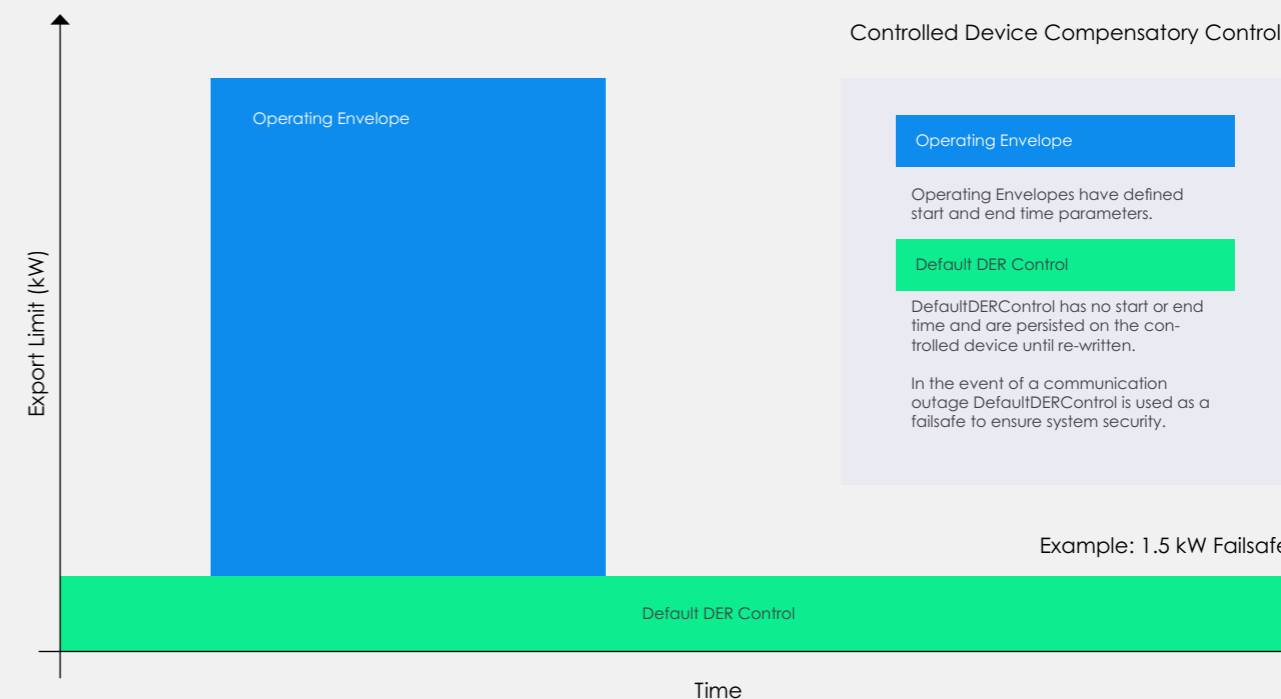 Controlled Device Compensatory Control
Operating Envelope
Operating Envelope
Operating Envelopes have defined
start and end time parameters.
Default DER Control
DefaultDERControl has no start or end
time and are persisted on the con-
trolled device until re-written.
In the event of a communication
outage DefaultDERControl is used as a
failsafe to ensure system security.
Export Limit (kW)
Example: 1.5 kW Failsafe
Default DER Control
Time